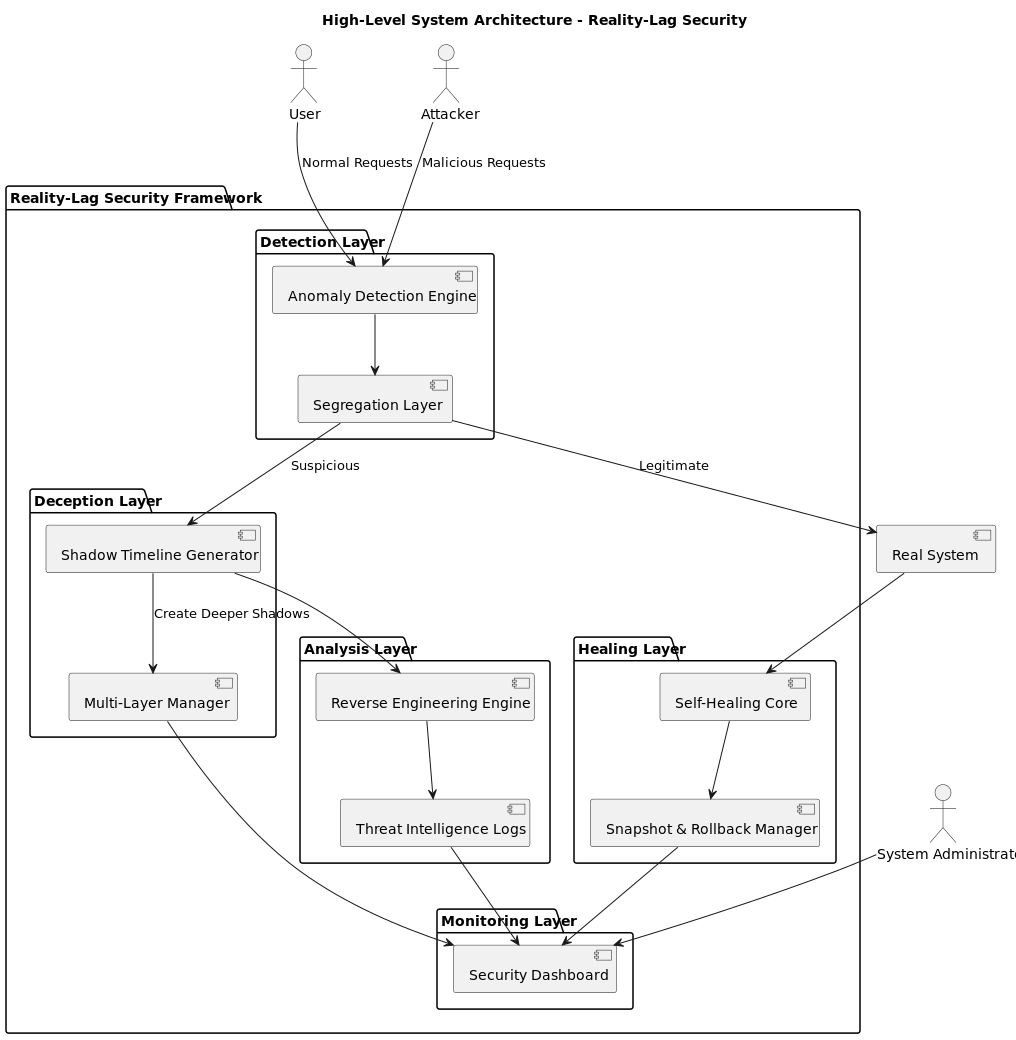 High-Level System Architecture - Reality-Lag Security
User
Attacker
Normal Requests
Malicious Requests
Reality-Lag Security Framework
Detection Layer
Anomaly Detection Engine
Segregation Layer
Suspicious
Legitimate
Deception Layer
Shadow Timeline Generator
Real System
Create Deeper Shadows
Analysis Layer
Healing Layer
Multi-Layer Manager
Reverse Engineering Engine
Self-Healing Core
Threat Intelligence Logs
Snapshot & Rollback Manager
System Administrat
Monitoring Layer
Security Dashboard